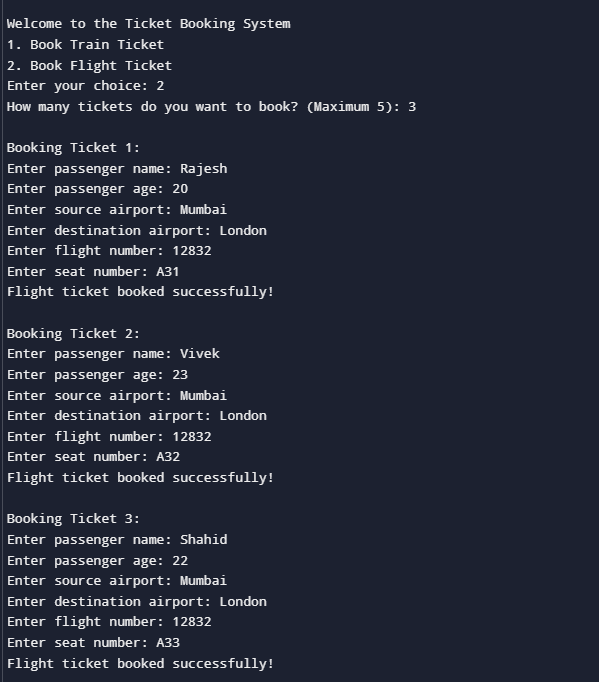 Welcome to the Ticket Booking System
1. Book Train Ticket
2. Book Flight Ticket
Enter your choice: 2
How many tickets do you want to book? (Maximum 5): 3
Booking Ticket 1:
Enter passenger name: Rajesh
Enter passenger age: 20
Enter source airport: Mumbai
Enter destination airport: London
Enter flight number: 12832
Enter seat number: A31
Flight ticket booked successfully!
Booking Ticket 2:
Enter passenger name: Vivek
Enter passenger age: 23
Enter source airport: Mumbai
Enter destination airport: London
Enter flight number: 12832
Enter seat number: A32
Flight ticket booked successfully!
Booking Ticket 3:
Enter passenger name: Shahid
Enter passenger age: 22
Enter source airport: Mumbai
Enter destination airport: London
Enter flight number: 12832
Enter seat number: A33
Flight ticket booked successfully!